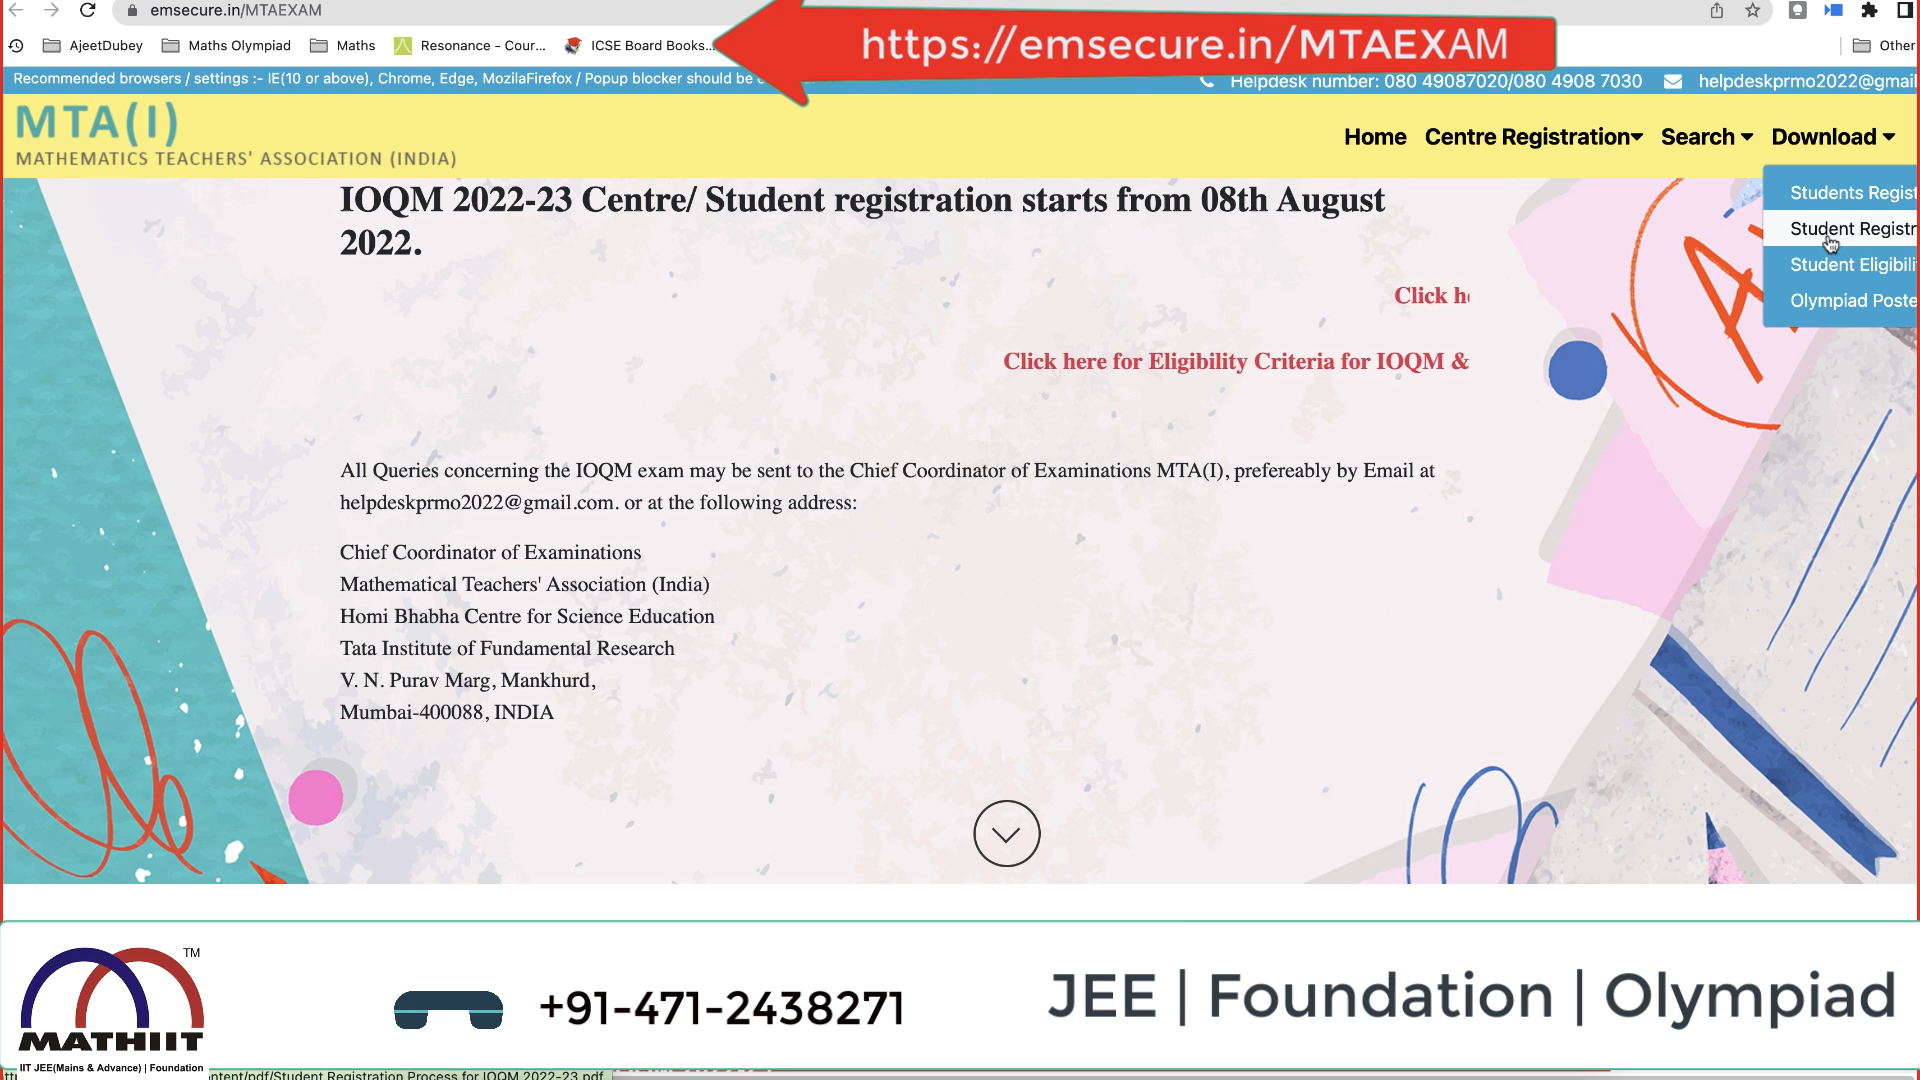 emsecure.in/MTAEXAM
AjeetDubey
Maths Olympiad
Maths
Resonance - Cour...
ICSE Board Books...
https://emsecure.in/MTAEXAM
Other
Recommended browsers / settings :- IE(10 or above), Chrome, Edge, MozilaFirefox / Popup blocker should be
Helpdesk number: 080 49087020/080 4908 7030
helpdeskprmo2022@gmail
MTA(I)
MATHEMATICS TEACHERS' ASSOCIATION (INDIA)
Home
Centre Registration
Search
Download
Students Regist
Student Registr
Student Eligibili
Olympiad Poste
IOQM 2022-23 Centre/ Student registration starts from 08th August
2022.
A
Click he
Click here for Eligibility Criteria for IOQM &
All Queries concerning the IOQM exam may be sent to the Chief Coordinator of Examinations MTA(I), prefereably by Email at
helpdeskprmo2022@gmail.com. or at the following address:
Chief Coordinator of Examinations
Mathematical Teachers' Association (India)
Homi Bhabha Centre for Science Education
Tata Institute of Fundamental Research
V. N. Purav Marg, Mankhurd,
Mumbai-400088, INDIA
TM
MATHIIT
IIT JEE(Mains & Advance) | Foundation
+91-471-2438271
JEE | Foundation | Olympiad
ntent/pdf/Student Registration Process for IOQM 2022-23.pdf